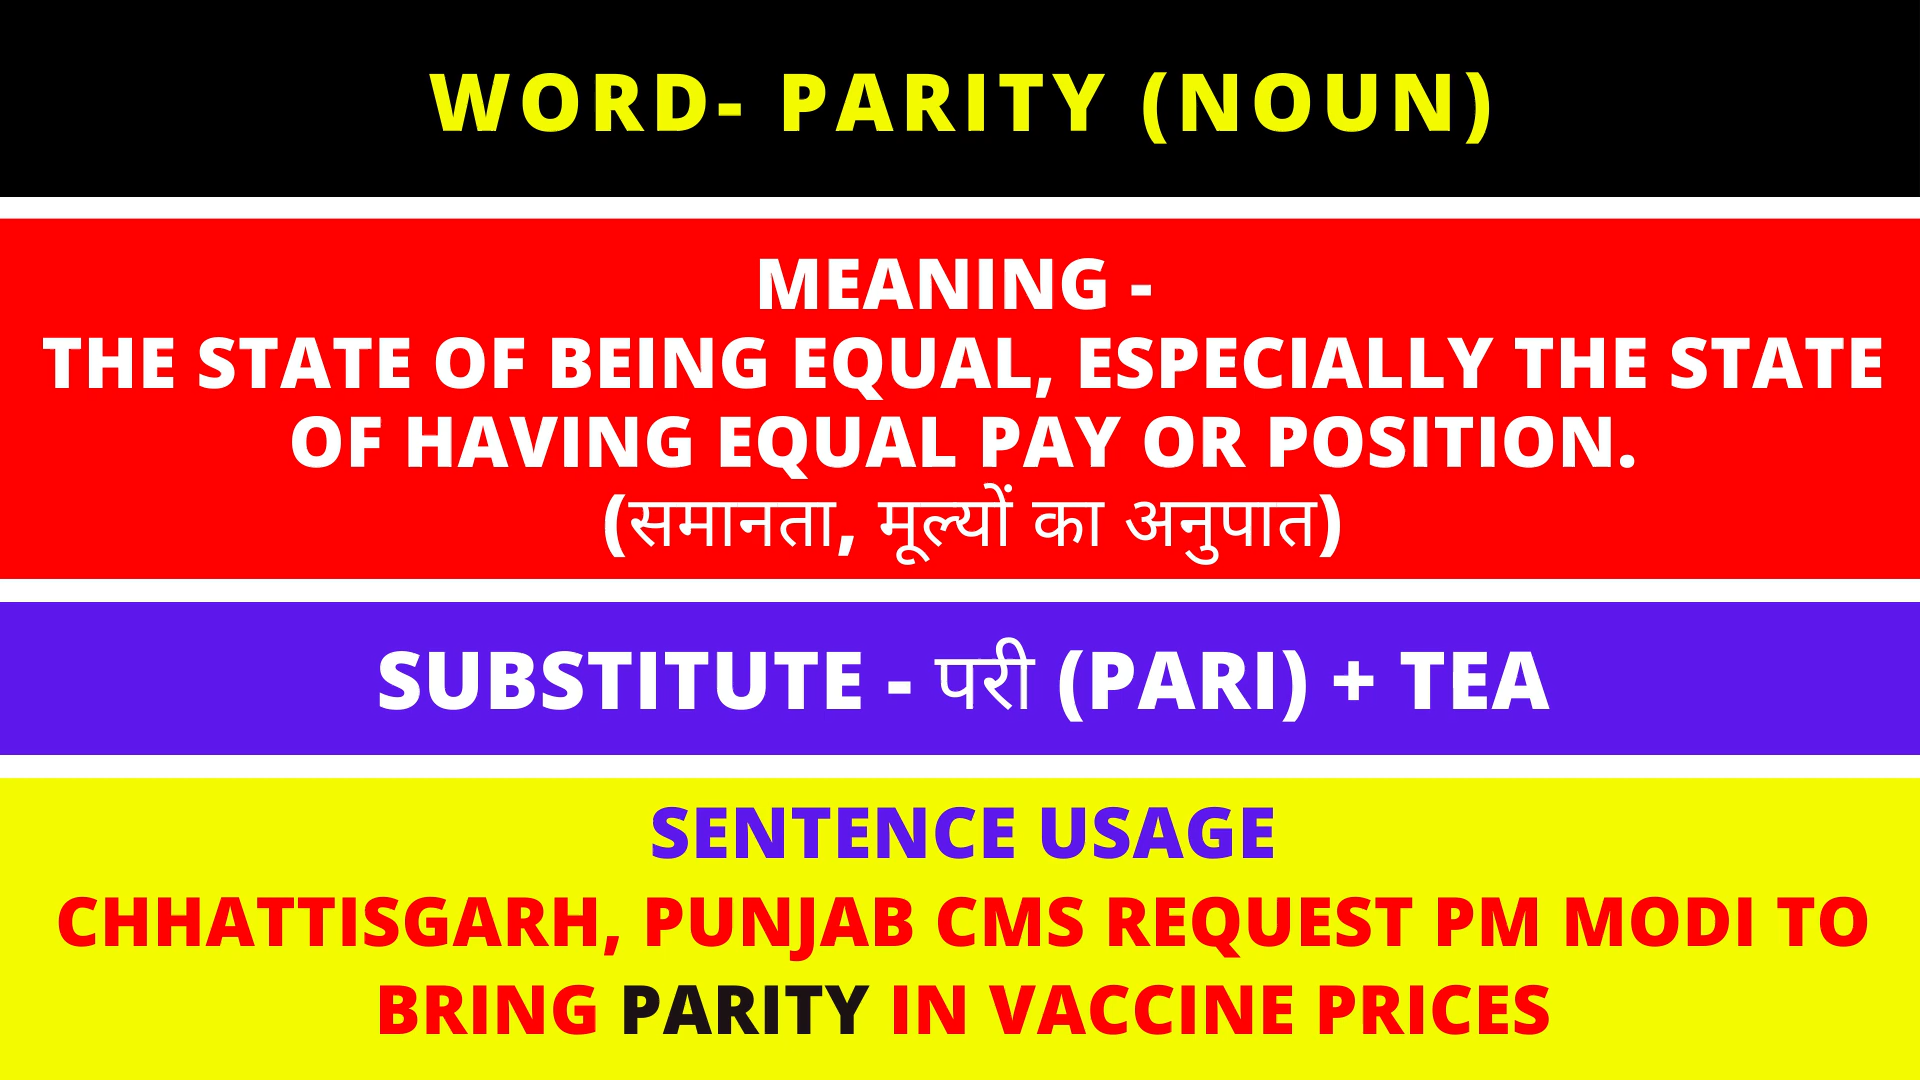 WORD- PARITY (NOUN)
MEANING -
THE STATE OF BEING EQUAL, ESPECIALLY THE STATE
OF HAVING EQUAL PAY OR POSITION.
(समानता, मूल्यों का अनुपात)
SUBSTITUTE - परी (PARI) + TEA
SENTENCE USAGE
CHHATTISGARH, PUNJAB CMS REQUEST PM MODI TO
BRING PARITY IN VACCINE PRICES